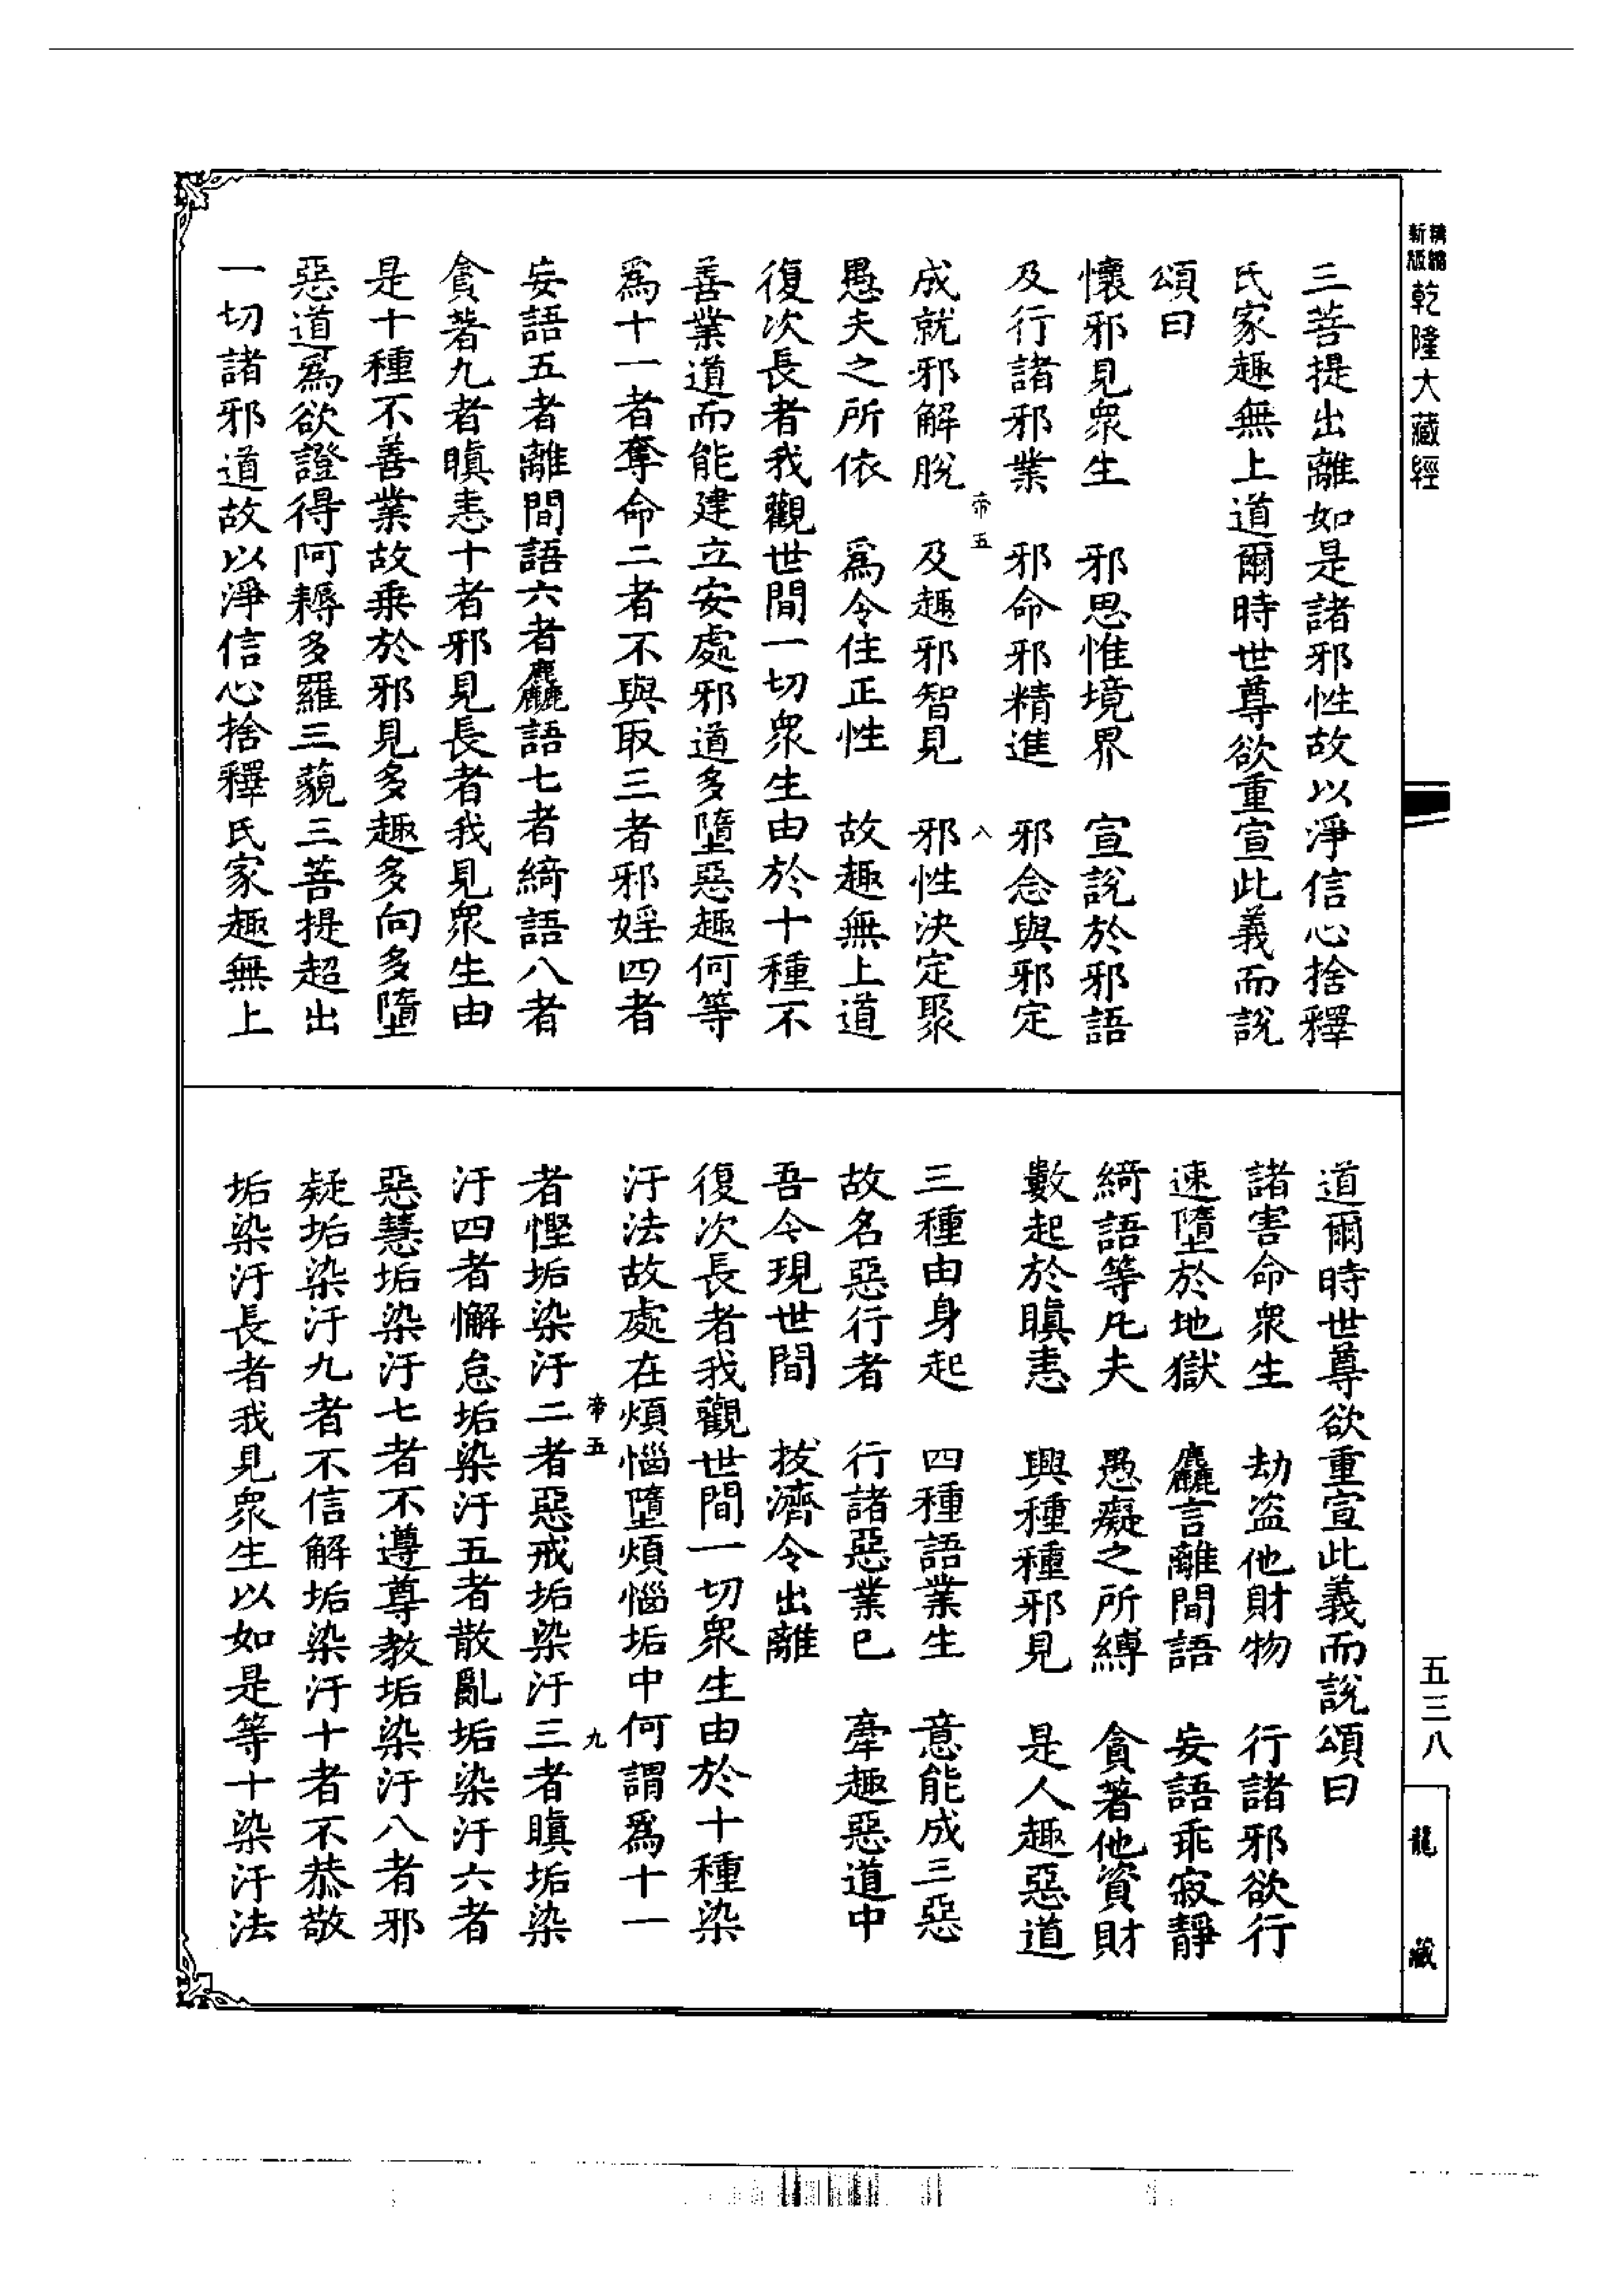 精編
新版
乾隆大藏經
三菩提出離如是諸邪性故以淨信心捨釋
氏家趣無上道爾時世尊欲重宣此義而說
頌曰
懷邪見眾生　邪思惟境界　宣說於邪語
及行諸邪業　邪命邪精進　邪念與邪定
帝五　八
成就邪解脫　及趣邪智見　邪性決定聚
愚夫之所依　為令住正性　故趣無上道
復次長者我觀世間一切眾生由於十種不
善業道而能建立安處邪道多墮惡趣何等
為十一者奪命二者不與取三者邪婬四者
妄語五者離間語六者麤語七者綺語八者
貪著九者瞋恚十者邪見長者我見眾生由
是十種不善業故乗於邪見多趣多向多墮
惡道為欲證得阿耨多羅三藐三菩提超出
一切諸邪道故以淨信心捨釋氏家趣無上
道爾時世尊欲重宣此義而說頌曰
諸害命眾生　劫盜他財物　行諸邪欲行
速墮於地獄　麤言離間語　妄語乖寂靜
綺語等凡夫　愚癡之所縛　貪著他資財
數起於瞋恚　興種種邪見　是人趣惡道
三種由身起　四種語業生　意能成三惡
故名惡行者　行諸惡業已　牽趣惡道中
吾今現世間　拔濟令出離
復次長者我觀世間一切眾生由於十種染
汙法故處在煩惱墮煩惱垢中何謂為十一
帝五　九
者慳垢染汙二者惡戒垢染汙三者瞋垢染
汙四者懈怠垢染汙五者散亂垢染汙六者
惡慧垢染汙七者不遵尊教垢染汙八者邪
疑垢染汙九者不信解垢染汙十者不恭敬
垢染汙長者我見眾生以如是等十染汙法
五三八
龍藏